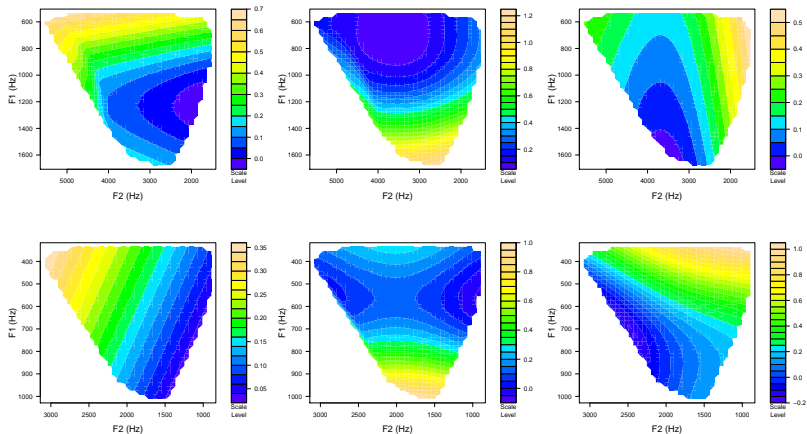 600
800
1000
1200
1400
1600
F1 (Hz)
5000 4000 3000 2000
F2 (Hz)
0.7
0.6
0.5
0.4
0.3
0.2
0.1
0.0
Scale
Level
600
800
1000
1200
1400
1600
F1 (Hz)
5000 4000 3000 2000
F2 (Hz)
1.2
1.0
0.8
0.6
0.4
0.2
Scale
Level
600
800
1000
1200
1400
1600
F1 (Hz)
5000 4000 3000 2000
F2 (Hz)
0.5
0.4
0.3
0.2
0.1
0.0
Scale
Level
400
500
600
700
800
900
1000
F1 (Hz)
3000 2500 2000 1500 1000
F2 (Hz)
0.35
0.30
0.25
0.20
0.15
0.10
0.05
Scale
Level
400
500
600
700
800
900
1000
F1 (Hz)
3000 2500 2000 1500 1000
F2 (Hz)
1.0
0.8
0.6
0.4
0.2
0.0
Scale
Level
400
500
600
700
800
900
1000
F1 (Hz)
3000 2500 2000 1500 1000
F2 (Hz)
1.0
0.8
0.6
0.4
0.2
0.0
−0.2
Scale
Level